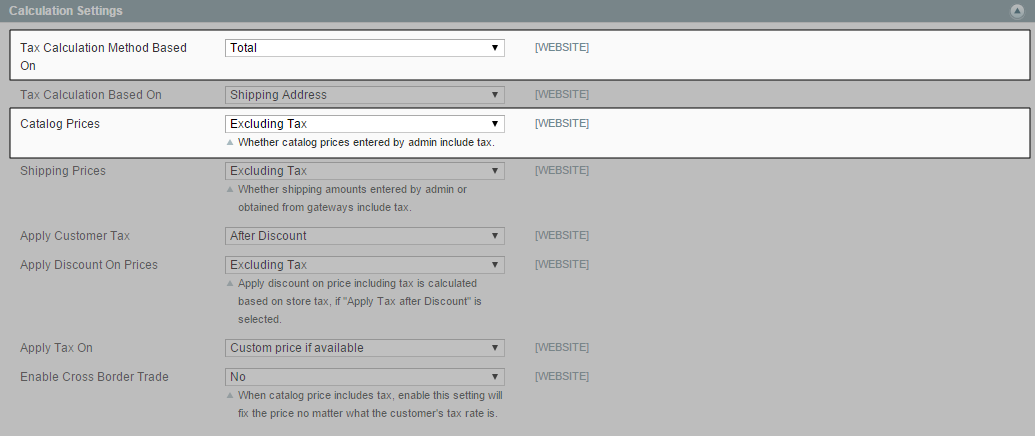 Calculation Settings
Tax Calculation Method Based On
Total
[WEBSITE]
Tax Calculation Based On
Shipping Address
[WEBSITE]
Catalog Prices
Excluding Tax
[WEBSITE]
Whether catalog prices entered by admin include tax.
Shipping Prices
Excluding Tax
[WEBSITE]
Whether shipping amounts entered by admin or
obtained from gateways include tax.
Apply Customer Tax
After Discount
[WEBSITE]
Apply Discount On Prices
Excluding Tax
[WEBSITE]
Apply discount on price including tax is calculated
based on store tax, if "Apply Tax after Discount" is
selected.
Apply Tax On
Custom price if available
[WEBSITE]
Enable Cross Border Trade
No
[WEBSITE]
When catalog price includes tax, enable this setting will
fix the price no matter what the customer's tax rate is.